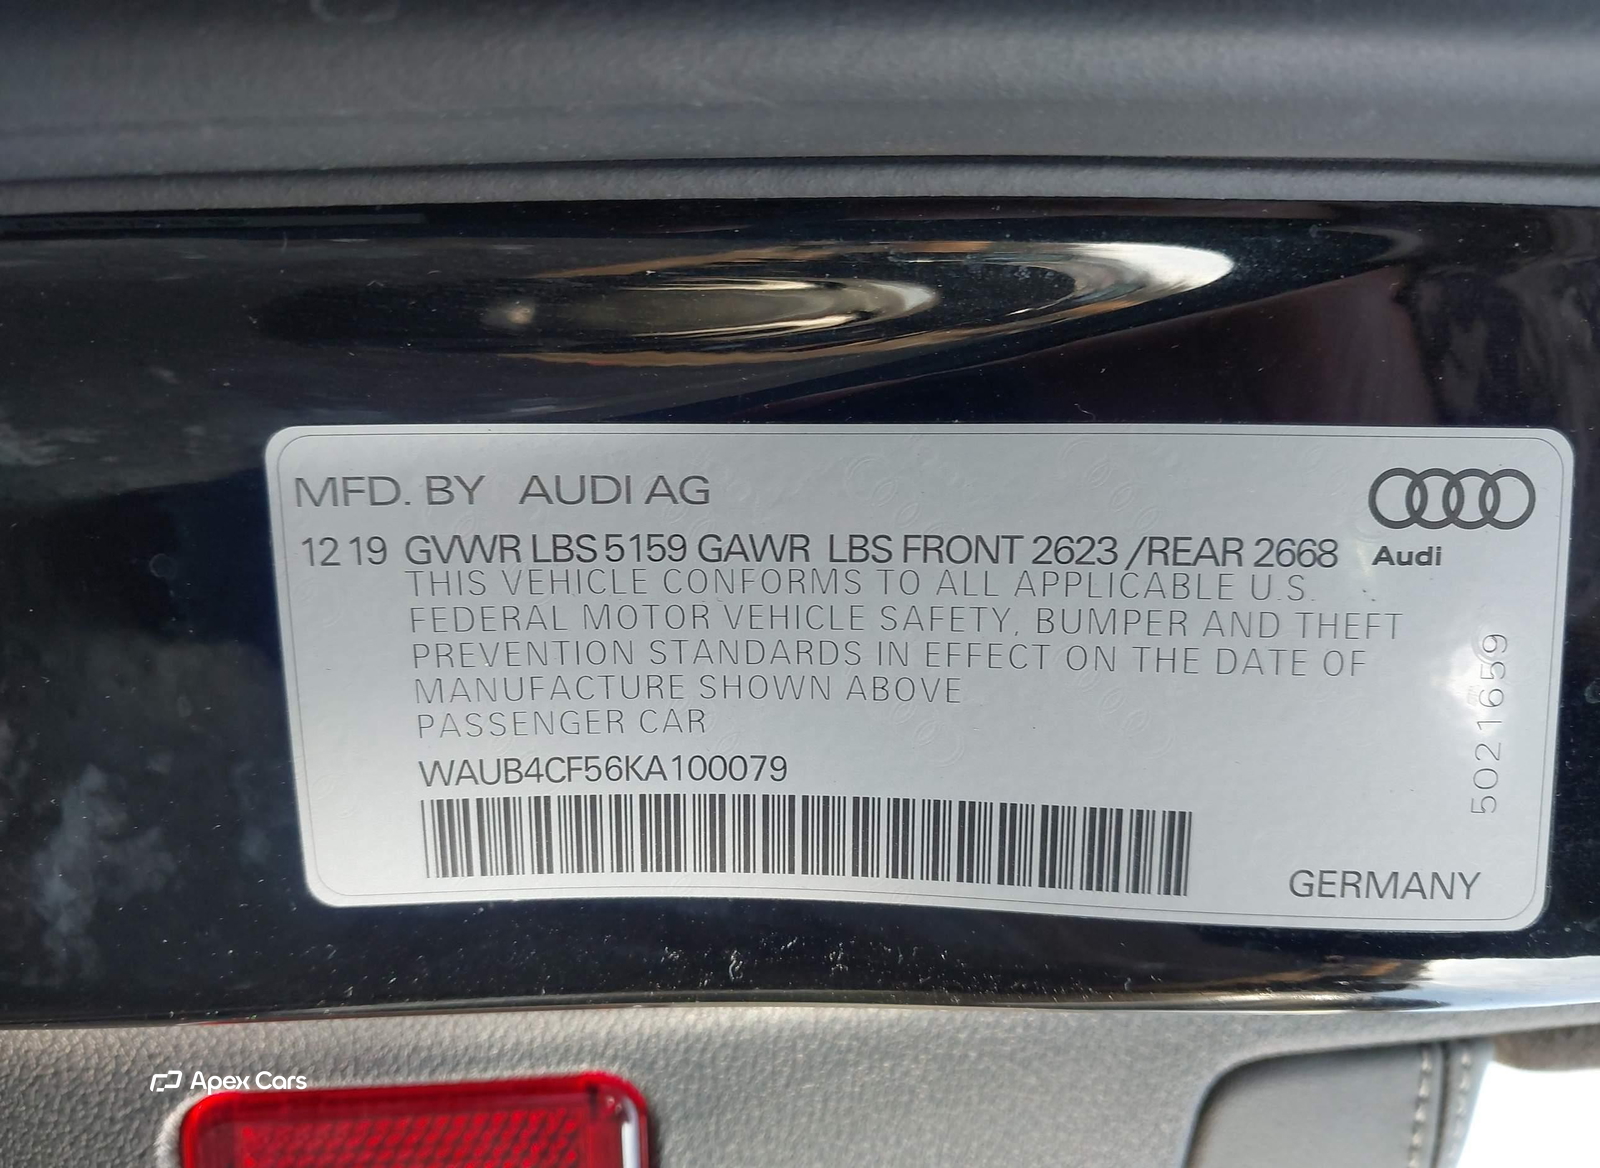 MFD. BY AUDI AG
12 19 GVWR LBS 5159 GAWR LBS FRONT 2623 /REAR 2668
Audi
THIS VEHICLE CONFORMS TO ALL APPLICABLE U.S.
FEDERAL MOTOR VEHICLE SAFETY, BUMPER AND THEFT
PREVENTION STANDARDS IN EFFECT ON THE DATE OF
MANUFACTURE SHOWN ABOVE
PASSENGER CAR
WAUB4CF56KA100079
5021659
GERMANY
Apex Cars